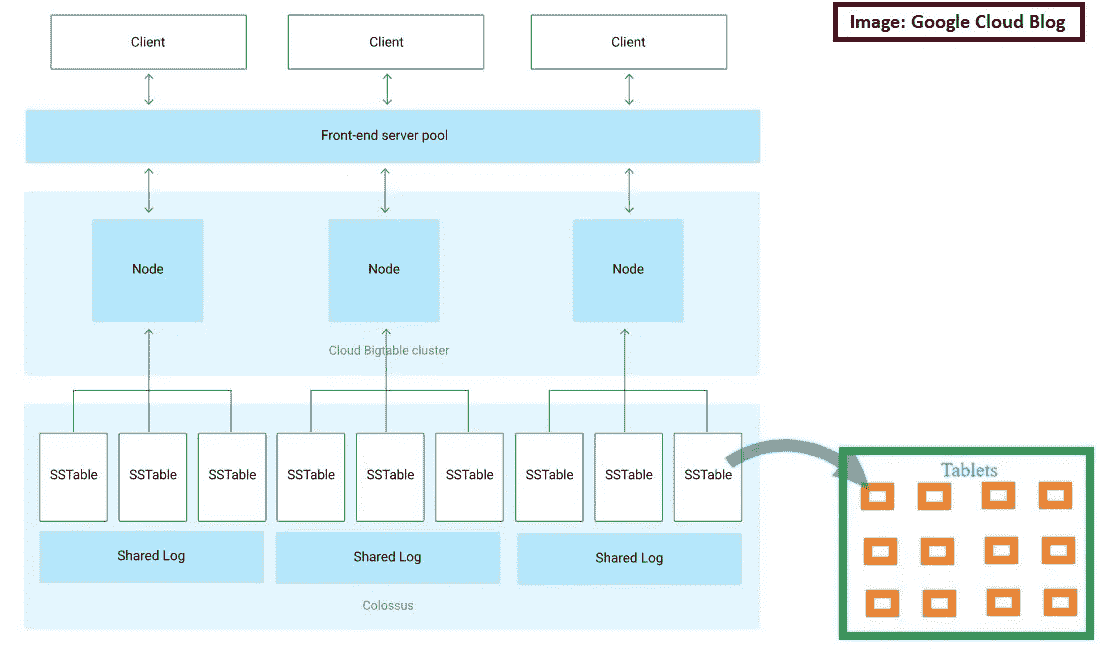 Image: Google Cloud Blog
Client
Client
Client
Front-end server pool
Node
Node
Node
Cloud Bigtable cluster
SSTable
SSTable
SSTable
SSTable
SSTable
SSTable
SSTable
SSTable
SSTable
Tablets
Shared Log
Shared Log
Shared Log
Colossus